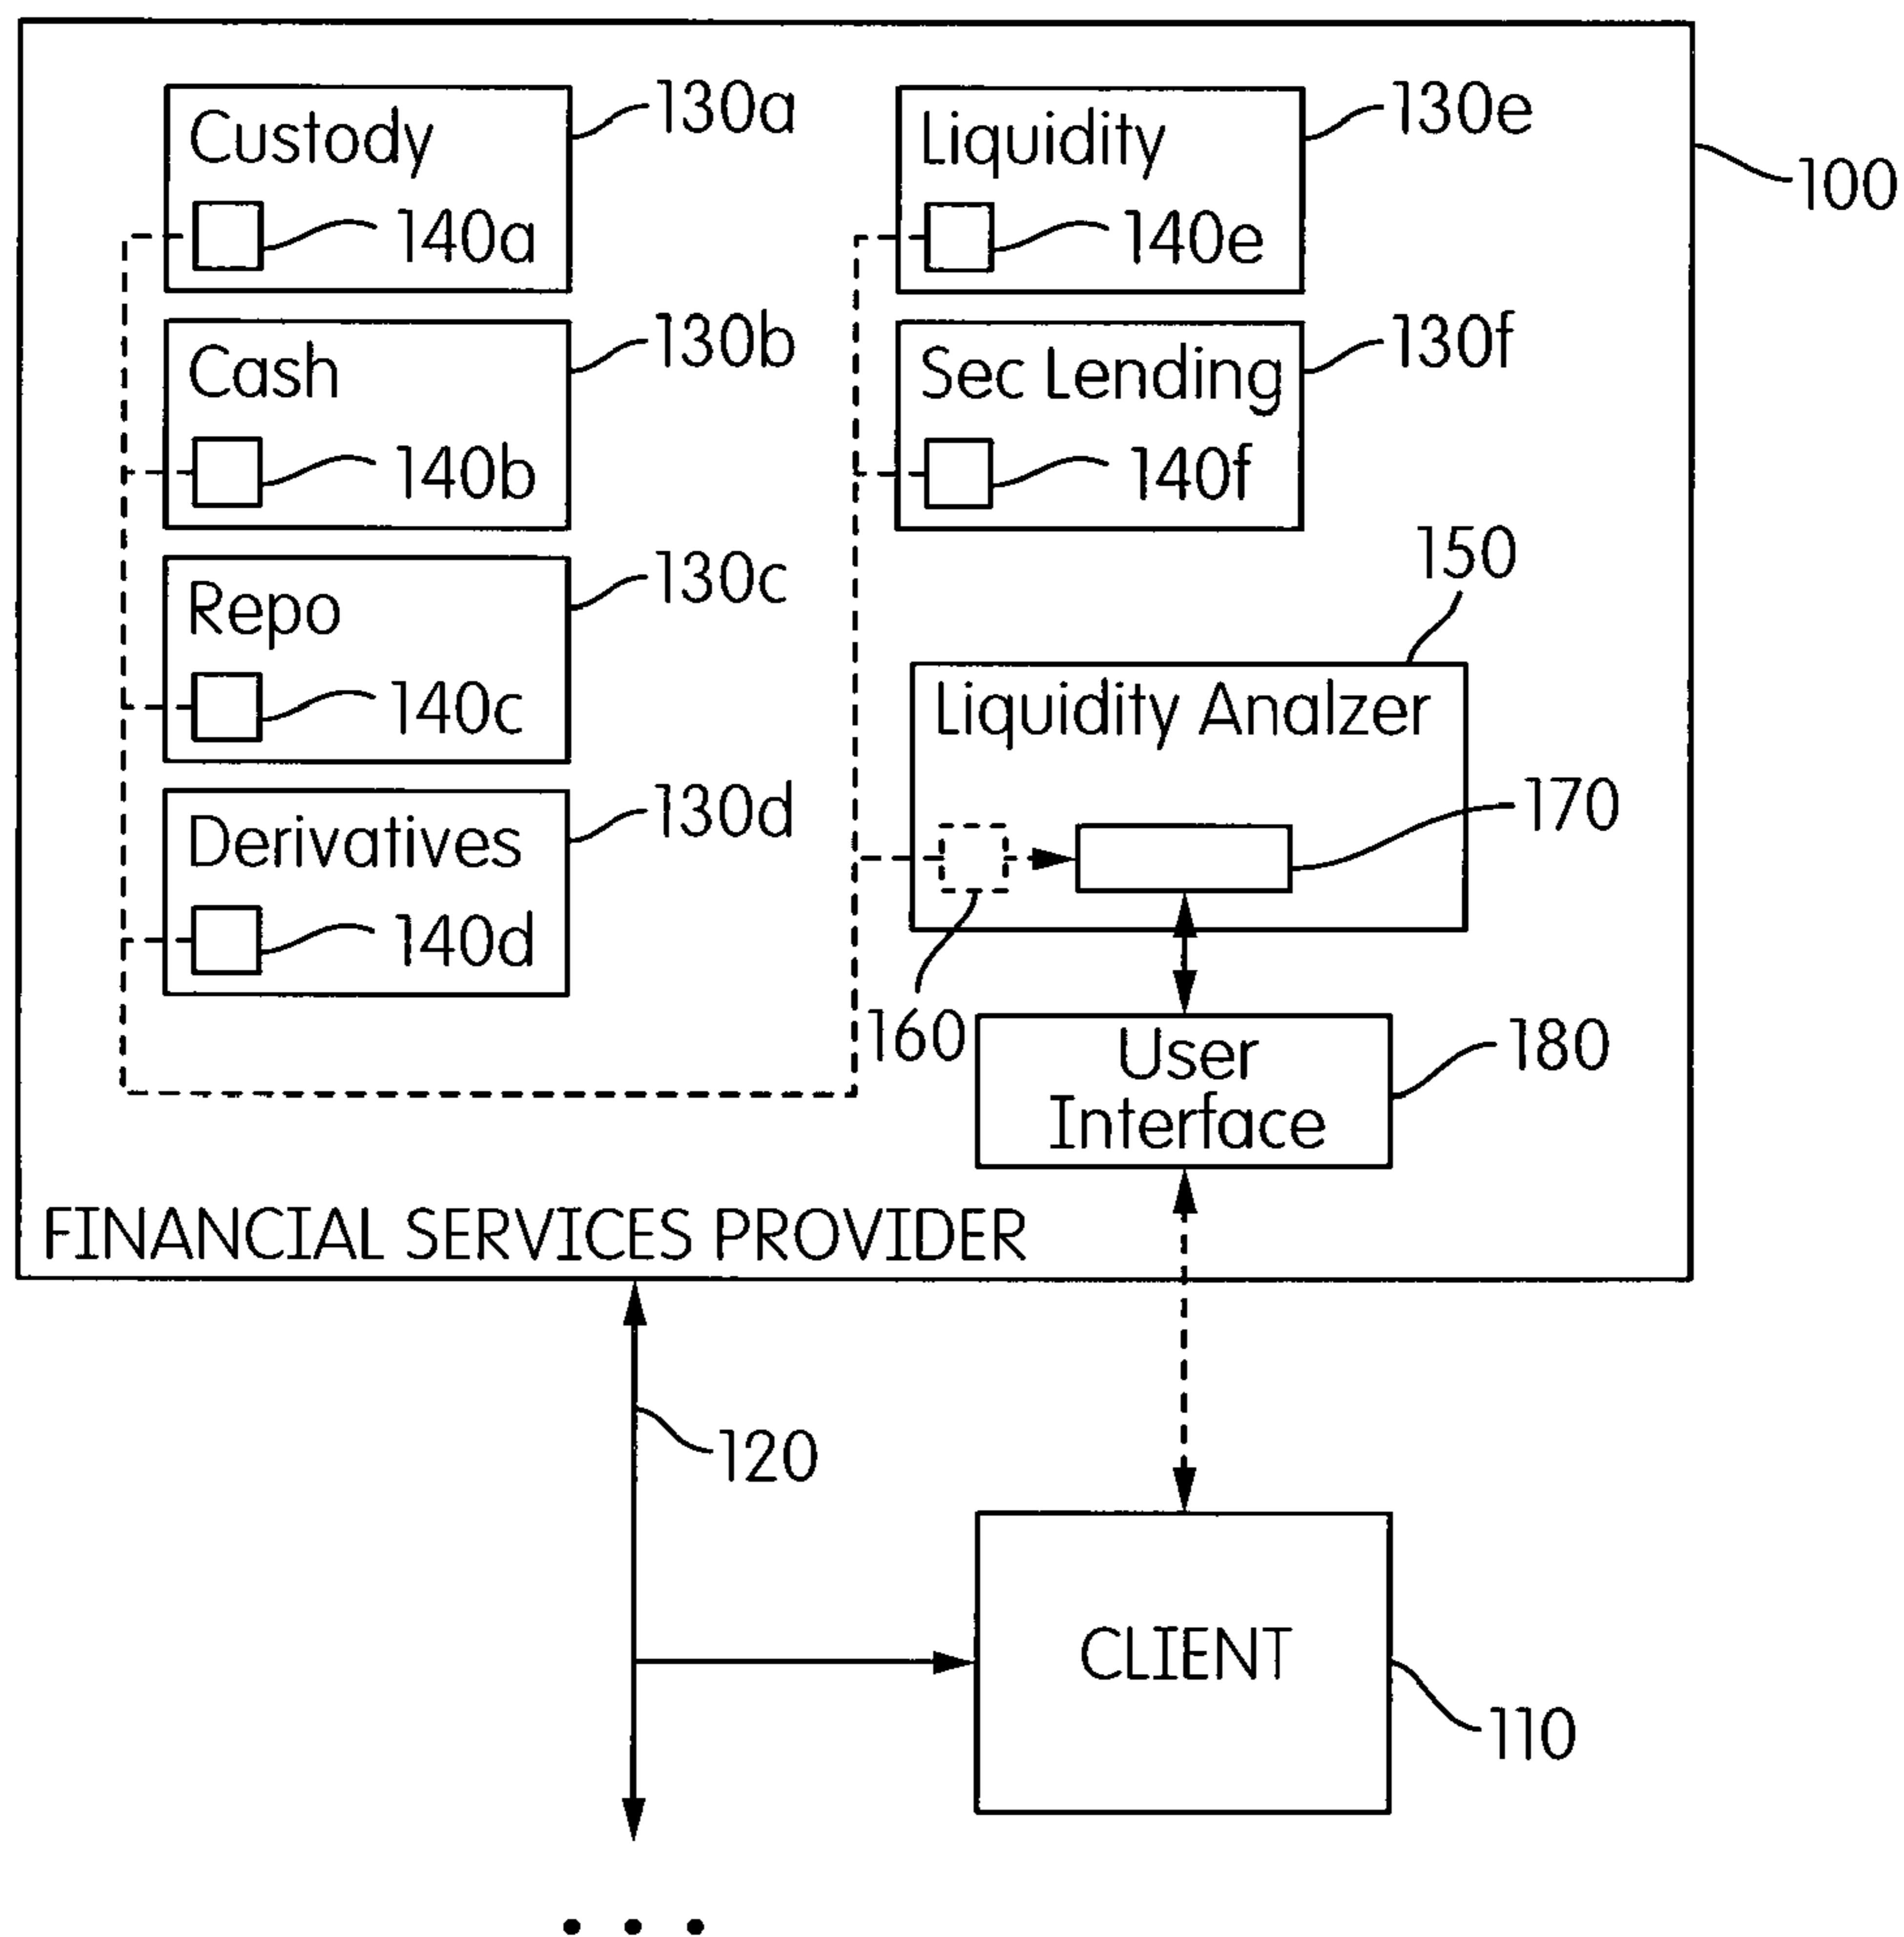 Custody
130a
140a
Cash
130b
140b
Repo
130c
140c
Derivatives
130d
140d
Liquidity
130e
140e
Sec Lending
130f
140f
100
150
Liquidity Analzer
170
160
User
Interface
180
FINANCIAL SERVICES PROVIDER
120
CLIENT
110
• • •